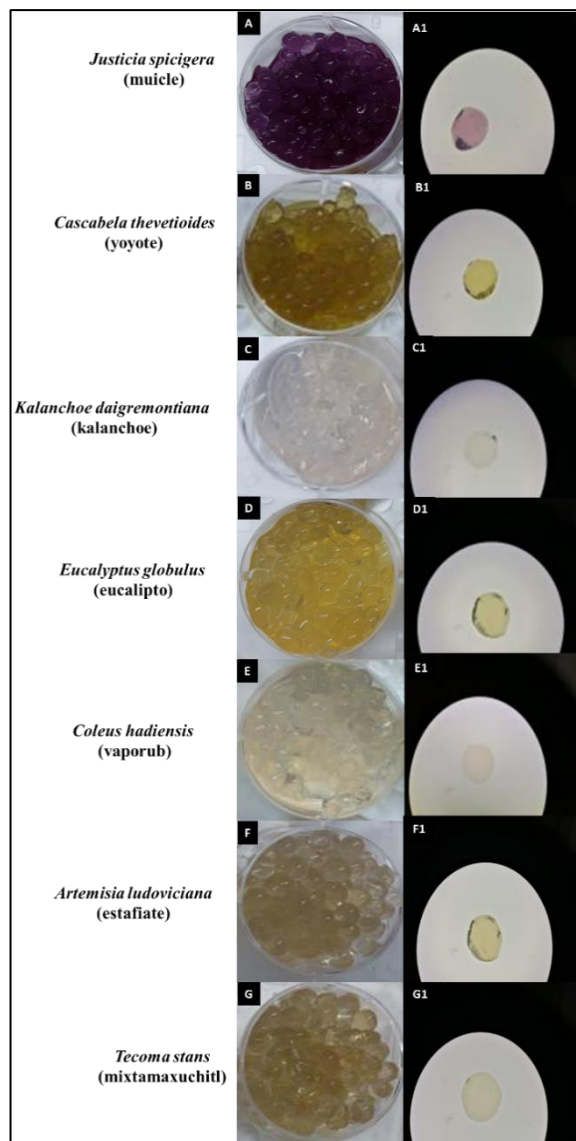 A
A1
Justicia spicigera
(muicle)
B
B1
Cascabela thevetioides
(yoyote)
C
C1
Kalanchoe daigremontiana
(kalanchoe)
D
D1
Eucalyptus globulus
(eucalipto)
E
E1
Coleus hadiensis
(vaporub)
F
F1
Artemisia ludoviciana
(estafiate)
G
G1
Tecoma stans
(mixtamaxuchitl)